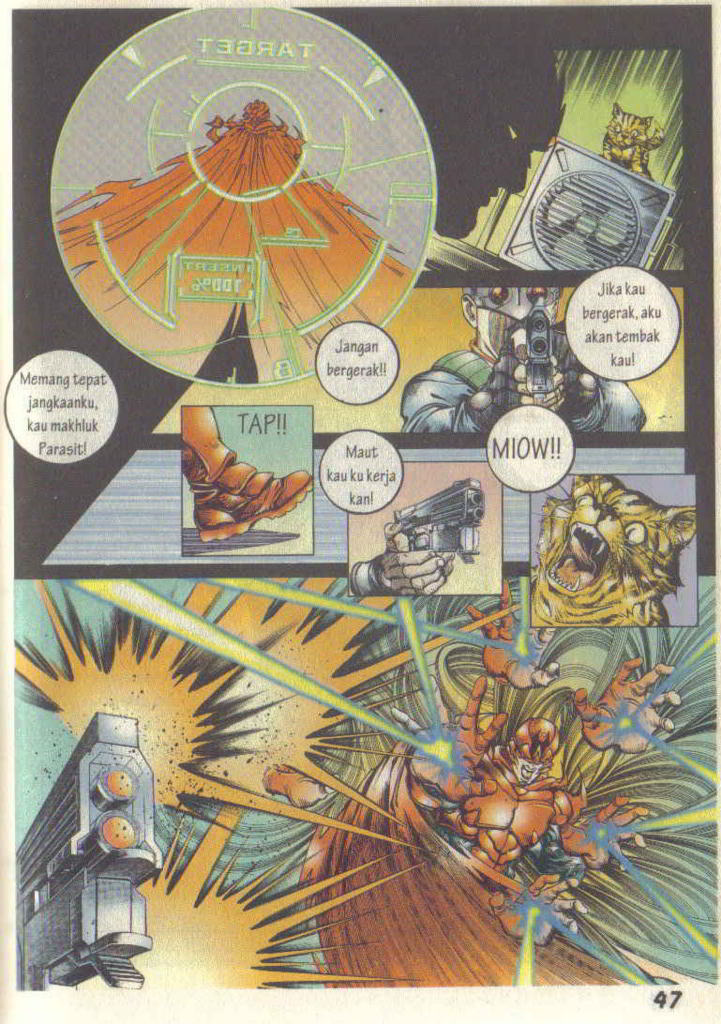 TARGET
INSERT
100%
Jika kau
bergerak, aku
akan tembak
kau!
Jangan
bergerak!!
Memang tepat
jangkaanku,
kau makhluk
Parasit!
TAP!!
Maut
kau ku kerja
kan!
MIOW!!
47